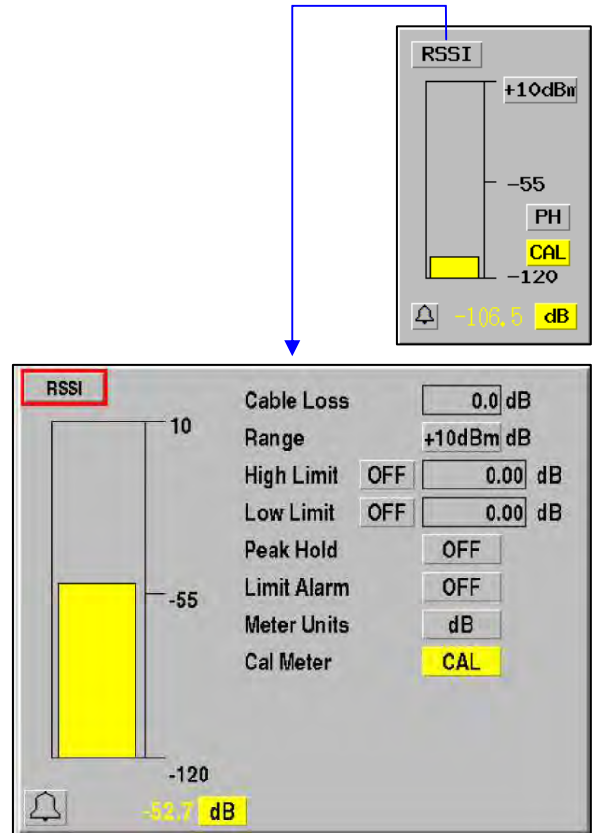 RSSI
+10dBm
-55
PH
CAL
-120
-106.5 dB
RSSI
10
-55
-120
-52.7 dB
Cable Loss 0.0 dB
Range +10dBm dB
High Limit OFF 0.00 dB
Low Limit OFF 0.00 dB
Peak Hold OFF
Limit Alarm OFF
Meter Units dB
Cal Meter CAL